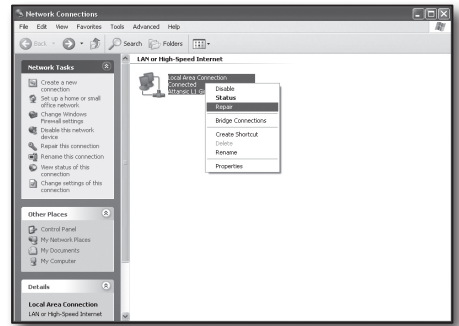 Network Connections
File Edit View Favorites Tools Advanced Help
Back Search Folders
Network Tasks
Create a new
connection
Set up a home or small
office network
Change Windows
Firewall settings
Disable this network
device
Repair this connection
Rename this connection
View status of this
connection
Change settings of this
connection
Other Places
Control Panel
My Network Places
My Documents
My Computer
Details
Local Area Connection
LAN or High-Speed Internet
LAN or High-Speed Internet
Local Area Connection
Connected
Attansic L1
Disable
Status
Repair
Bridge Connections
Create Shortcut
Delete
Rename
Properties